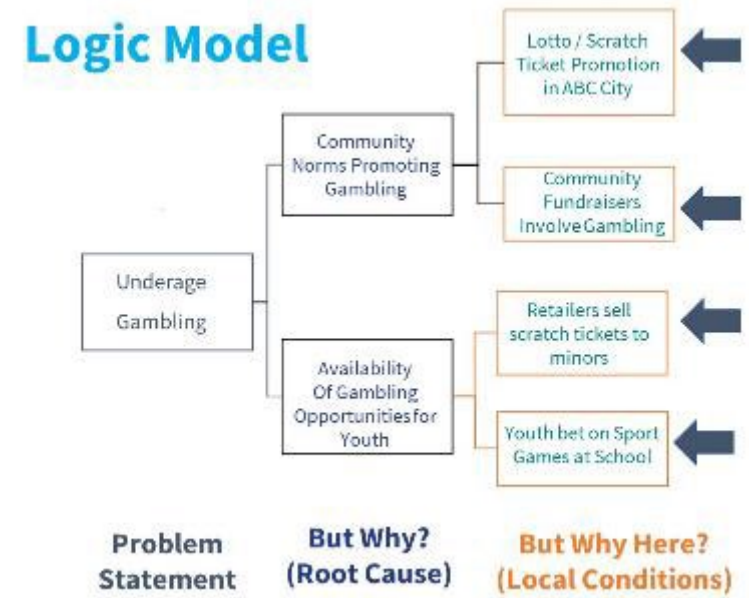 Logic Model
Lotto / Scratch
Ticket Promotion
in ABC City
Community
Norms Promoting
Gambling
Community
Fundraisers
Involve Gambling
Underage
Gambling
Retailers sell
scratch tickets to
minors
Availability
Of Gambling
Opportunities for
Youth
Youth bet on Sport
Games at School
Problem
Statement
But Why?
(Root Cause)
But Why Here?
(Local Conditions)